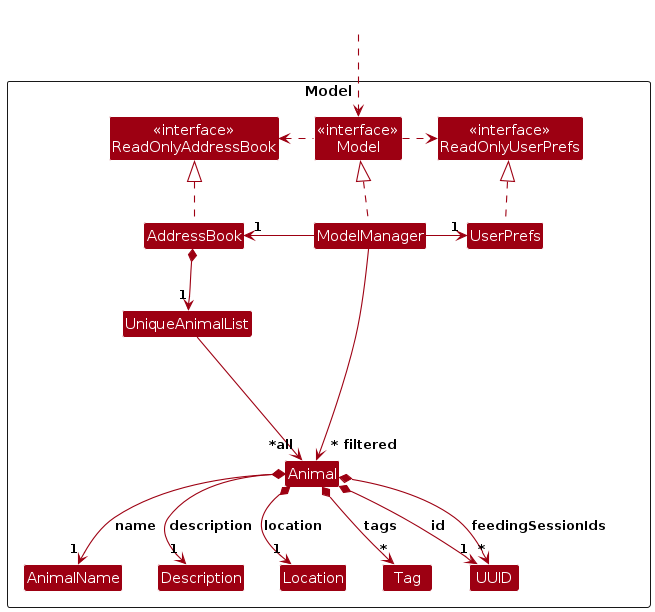 Model
«interface»
ReadOnlyAddressBook
«interface»
Model
«interface»
ReadOnlyUserPrefs
AddressBook
1
ModelManager
1
UserPrefs
1
UniqueAnimalList
*all
* filtered
Animal
name
description
location
tags
id
feedingSessionIds
1
1
1
*
1
*
AnimalName
Description
Location
Tag
UUID